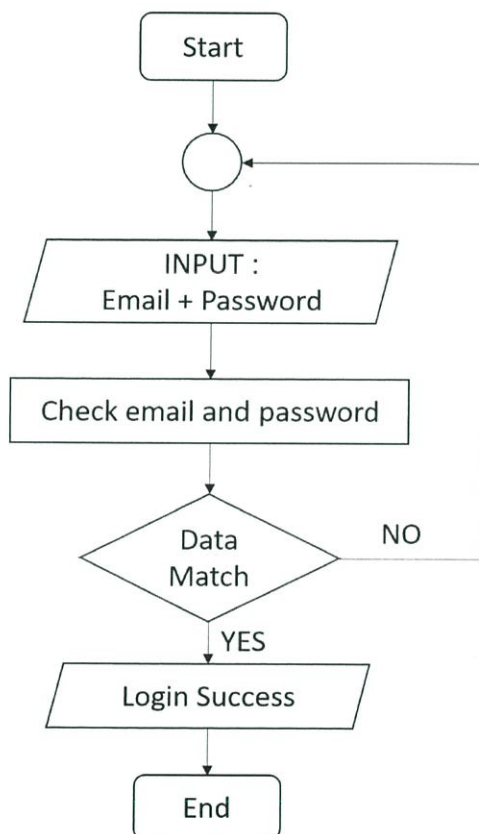 Start
INPUT :
Email + Password
Check email and password
Data
Match
NO
YES
Login Success
End